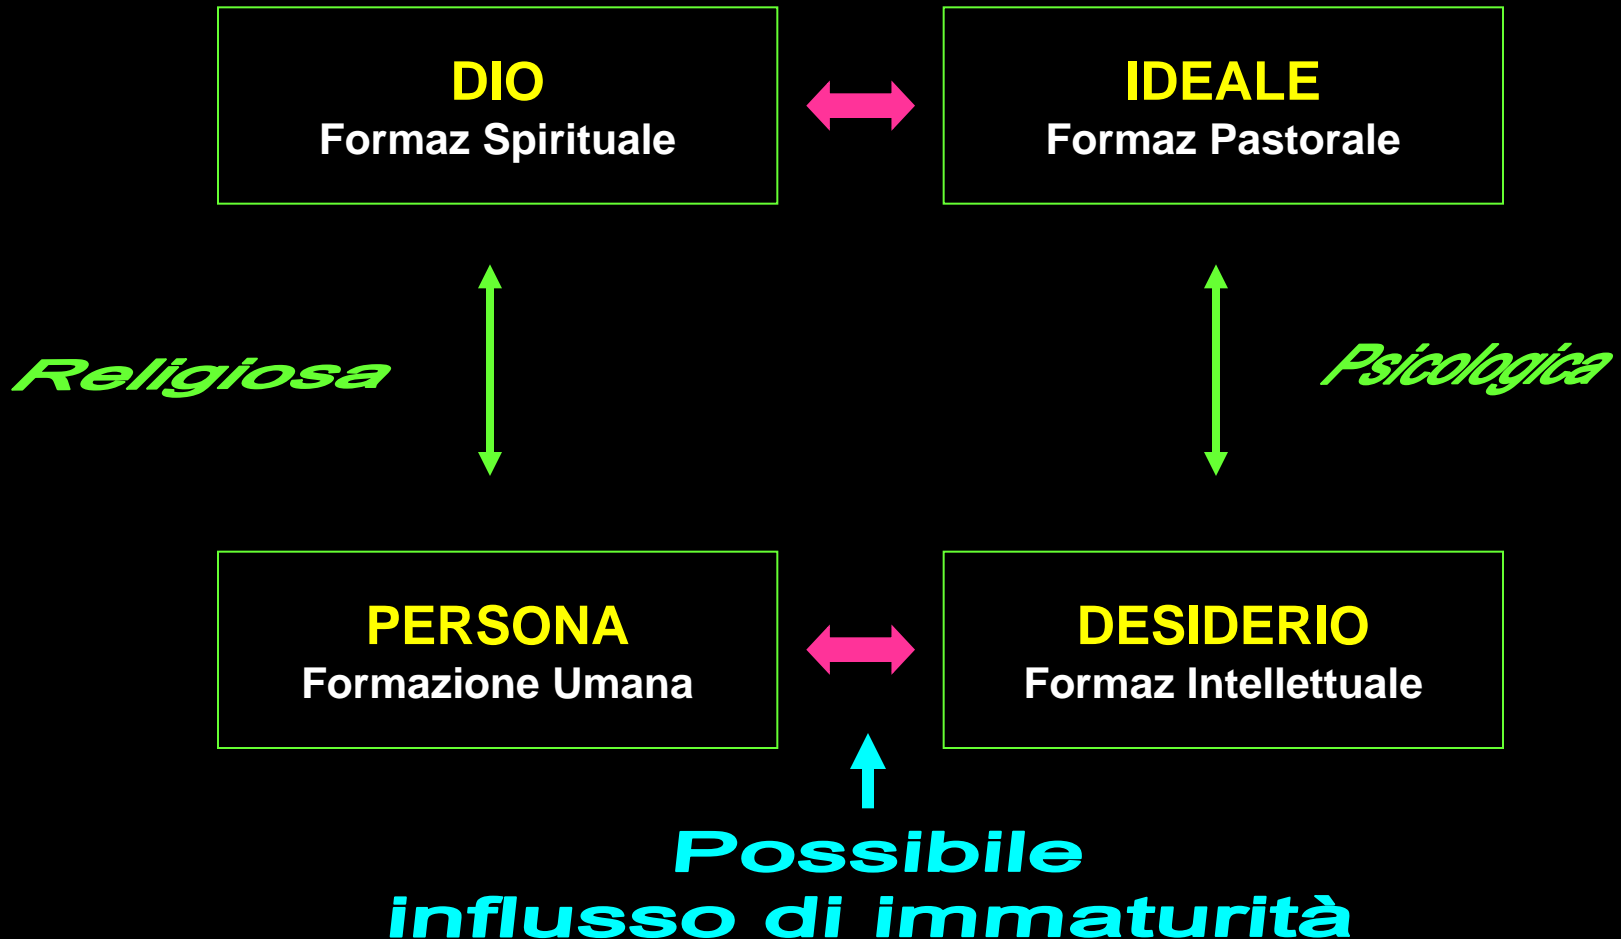 DIO
Formaz Spirituale
IDEALE
Formaz Pastorale
Religiosa
Psicologica
PERSONA
Formazione Umana
DESIDERIO
Formaz Intellettuale
Possibile
influsso di immaturità